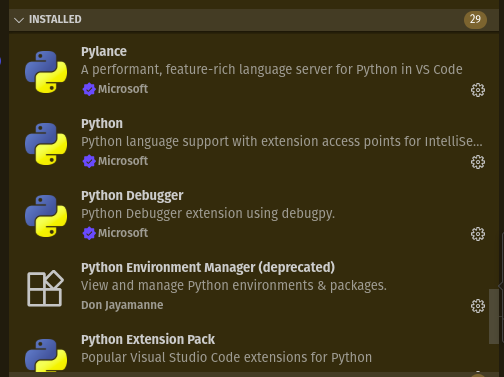 INSTALLED 29
Pylance
A performant, feature-rich language server for Python in VS Code
Microsoft
Python
Python language support with extension access points for Intellise...
Microsoft
Python Debugger
Python Debugger extension using debugpy.
Microsoft
Python Environment Manager (deprecated)
View and manage Python environments & packages.
Don Jayamanne
Python Extension Pack
Popular Visual Studio Code extensions for Python